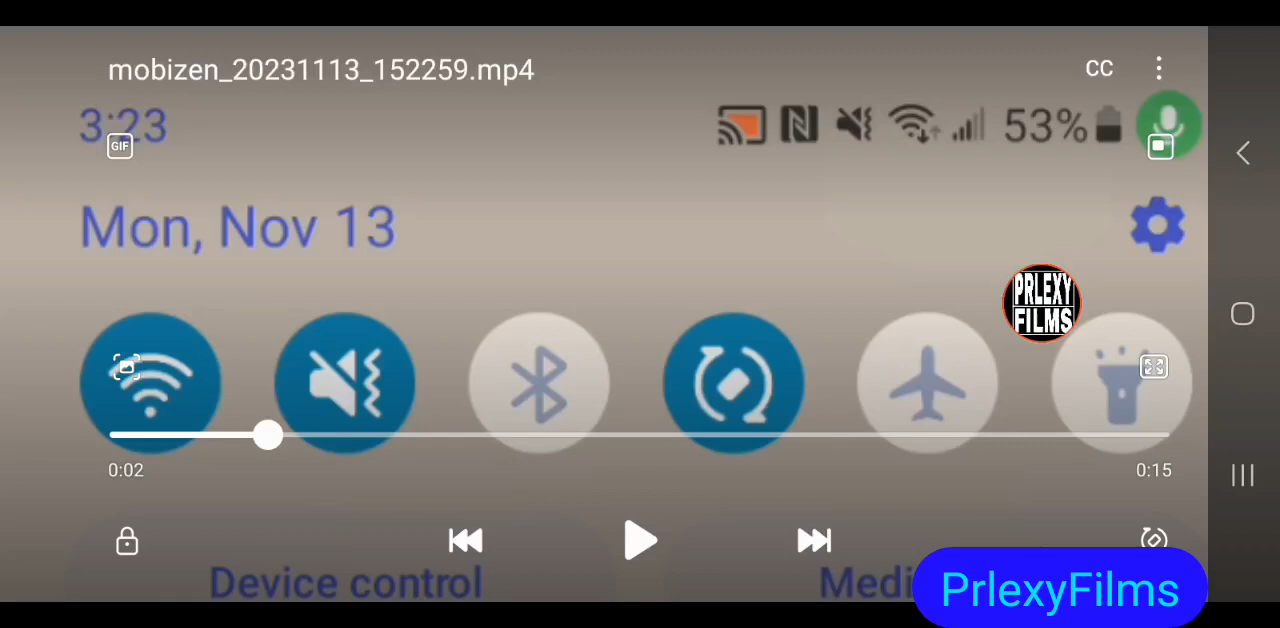 mobizen_20231113_152259.mp4
CC
3:23
53%
GIF
Mon, Nov 13
PRLEXY
FILMS
0:02
0:15
Device control
Medi
PrlexyFilms